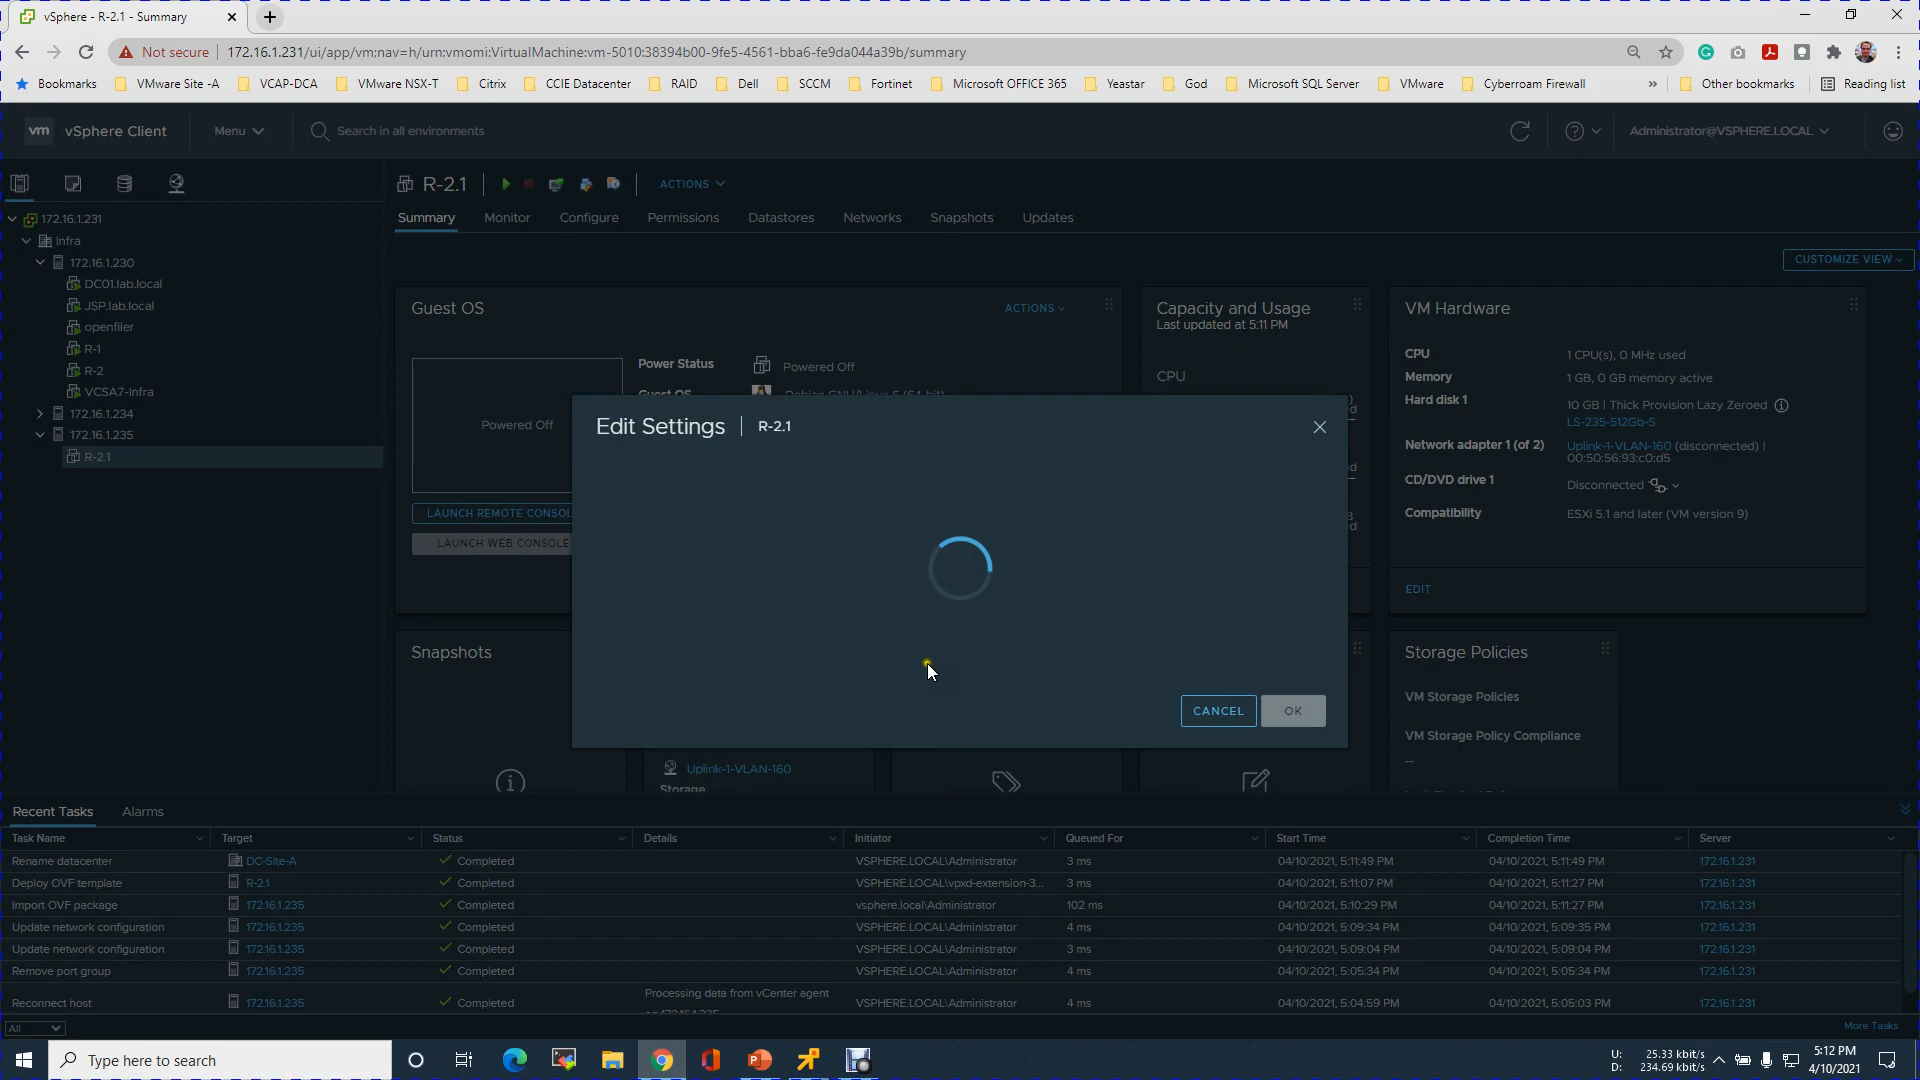 vSphere - R-2.1 - Summary
Not secure | 172.16.1.231/ui/app/vm;nav=h/urn:vmomi:VirtualMachine:vm-5010:38394b00-9fe5-4561-bba6-fe9da044a39b/summary
Bookmarks VMware Site -A VCAP-DCA VMware NSX-T Citrix CCIE Datacenter RAID Dell SCCM Fortinet Microsoft OFFICE 365 Yeastar God Microsoft SQL Server VMware Cyberroam Firewall » Other bookmarks Reading list
vm vSphere Client Menu Search in all environments Administrator@VSPHERE.LOCAL
R-2.1 ACTIONS
Summary Monitor Configure Permissions Datastores Networks Snapshots Updates
172.16.1.231
Infra
172.16.1.230
DC01.lab.local
JSP.lab.local
openfiler
R-1
R-2
VCSA7-Infra
172.16.1.234
172.16.1.235
R-2.1
CUSTOMIZE VIEW
Guest OS ACTIONS
Powered Off
Power Status Powered Off
Guest OS
LAUNCH REMOTE CONSOL
LAUNCH WEB CONSOLE
Capacity and Usage
Last updated at 5:11 PM
CPU
VM Hardware
CPU 1 CPU(s), 0 MHz used
Memory 1 GB, 0 GB memory active
Hard disk 1 10 GB | Thick Provision Lazy Zeroed
LS-235-512Gb-S
Network adapter 1 (of 2) Uplink-1-VLAN-160 (disconnected) |
00:50:56:93:c0:d5
CD/DVD drive 1 Disconnected
Compatibility ESXi 5.1 and later (VM version 9)
EDIT
Edit Settings | R-2.1
CANCEL OK
Snapshots
Uplink-1-VLAN-160
Storage
Storage Policies
VM Storage Policies
VM Storage Policy Compliance
--
Recent Tasks Alarms
Task Name Target Status Details Initiator Queued For Start Time Completion Time Server
Rename datacenter DC-Site-A Completed VSPHERE.LOCAL\Administrator 3 ms 04/10/2021, 5:11:49 PM 04/10/2021, 5:11:49 PM 172.16.1.231
Deploy OVF template R-2.1 Completed VSPHERE.LOCAL\vpxd-extension-3... 3 ms 04/10/2021, 5:11:07 PM 04/10/2021, 5:11:27 PM 172.16.1.231
Import OVF package 172.16.1.235 Completed vsphere.local\Administrator 102 ms 04/10/2021, 5:10:29 PM 04/10/2021, 5:11:27 PM 172.16.1.231
Update network configuration 172.16.1.235 Completed VSPHERE.LOCAL\Administrator 4 ms 04/10/2021, 5:09:34 PM 04/10/2021, 5:09:35 PM 172.16.1.231
Update network configuration 172.16.1.235 Completed VSPHERE.LOCAL\Administrator 3 ms 04/10/2021, 5:09:04 PM 04/10/2021, 5:09:04 PM 172.16.1.231
Remove port group 172.16.1.235 Completed VSPHERE.LOCAL\Administrator 4 ms 04/10/2021, 5:05:34 PM 04/10/2021, 5:05:34 PM 172.16.1.231
Reconnect host 172.16.1.235 Completed Processing data from vCenter agent VSPHERE.LOCAL\Administrator 4 ms 04/10/2021, 5:04:59 PM 04/10/2021, 5:05:03 PM 172.16.1.231
All More Tasks
Type here to search
U: 25.33 kbit/s
D: 234.69 kbit/s
5:12 PM
4/10/2021